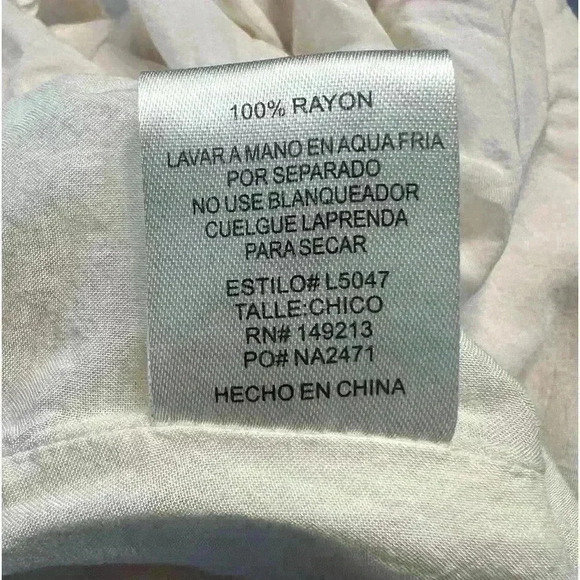 100% RAYON
LAVAR A MANO EN AQUA FRIA
POR SEPARADO
NO USE BLANQUEADOR
CUELGUE LAPRENDA
PARA SECAR
ESTILO# L5047
TALLE:CHICO
RN# 149213
PO# NA2471
HECHO EN CHINA